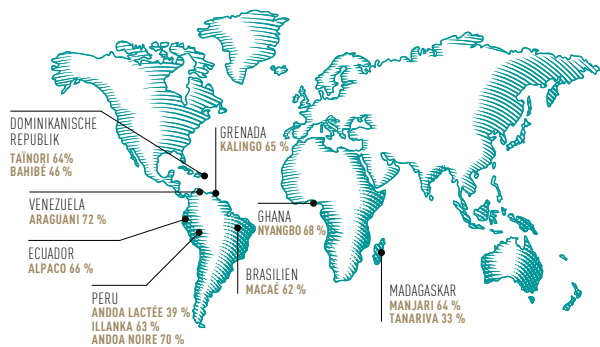 DOMINIKANISCHE
REPUBLIK
TAÏNORI 64%
BAHIBÉ 46 %
GRENADA
KALINGO 65 %
VENEZUELA
ARAGUANI 72 %
GHANA
NYANGBO 68 %
ECUADOR
ALPACO 66 %
BRASILIEN
MACAÉ 62 %
PERU
ANDOA LACTÉE 39 %
ILLANKA 63 %
ANDOA NOIRE 70 %
MADAGASKAR
MANJARI 64 %
TANARIVA 33 %